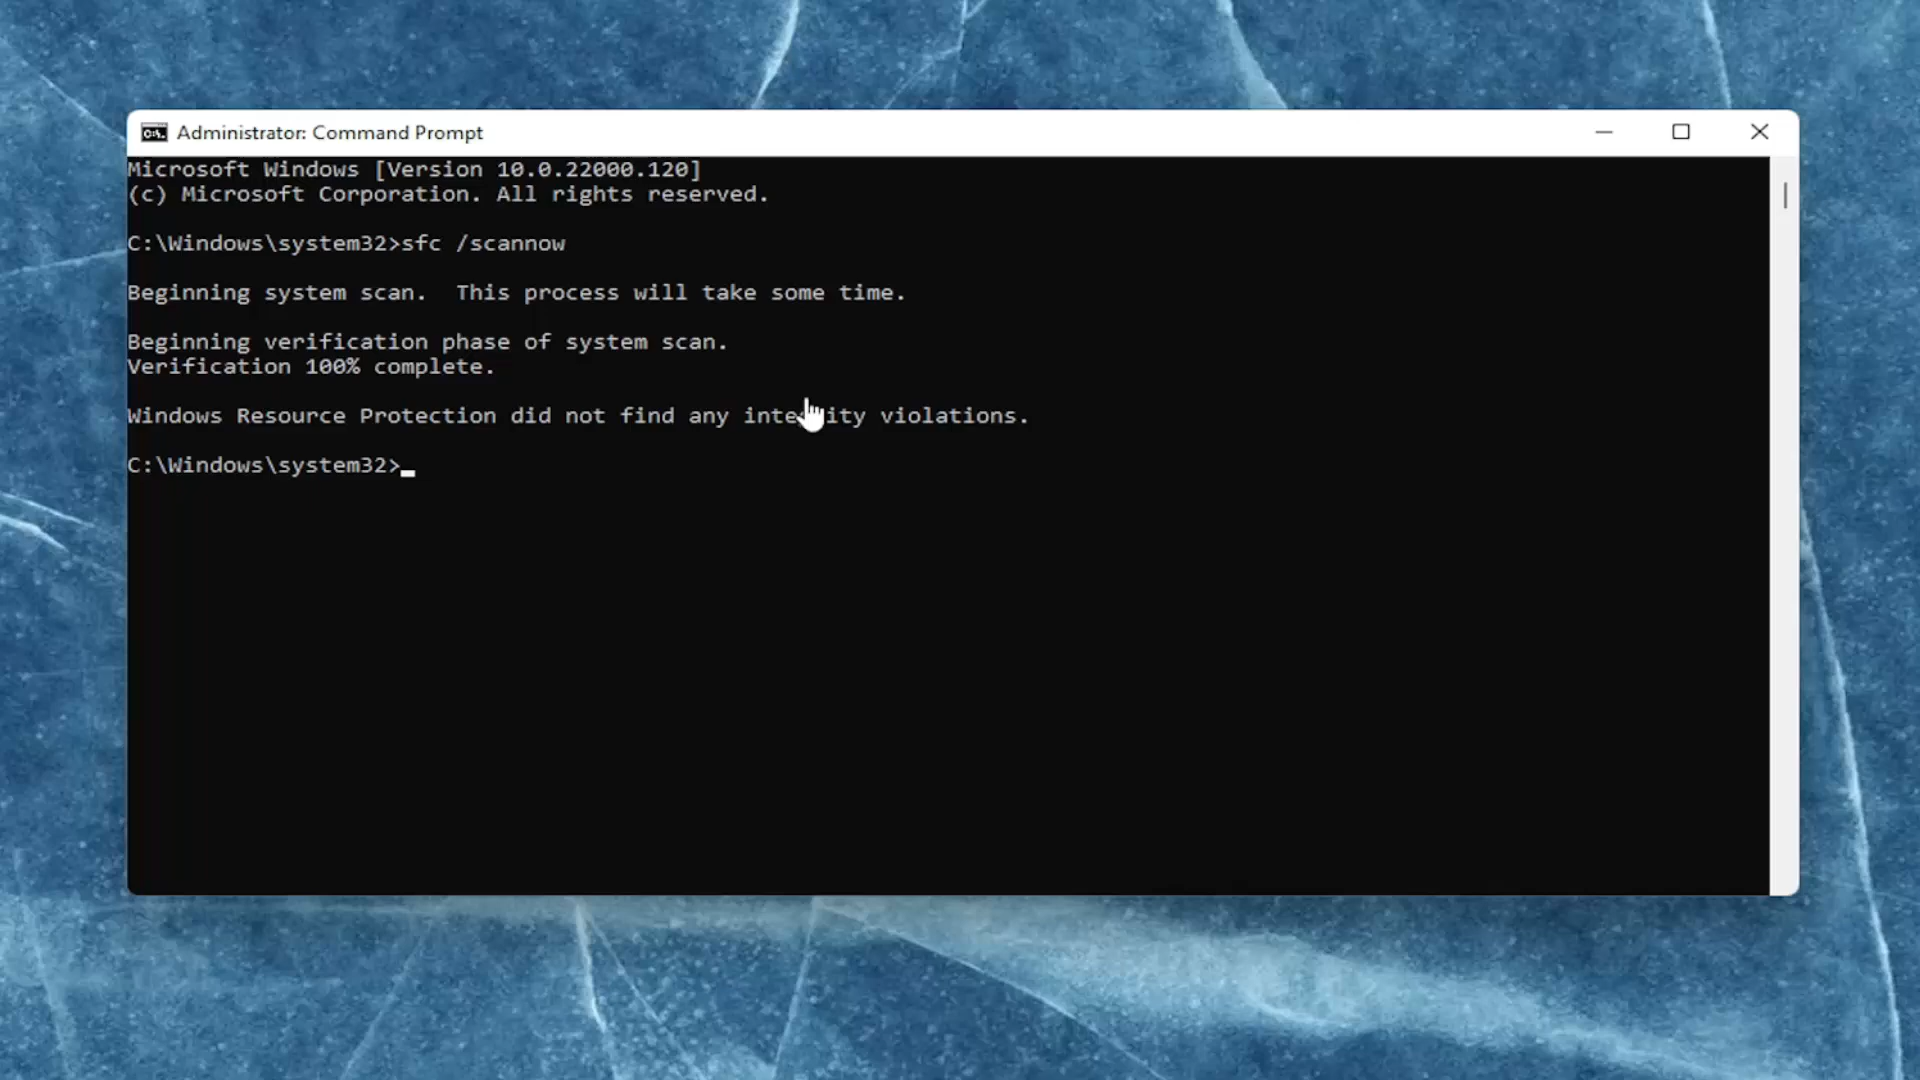 Administrator: Command Prompt
Microsoft Windows [Version 10.0.22000.120]
(c) Microsoft Corporation. All rights reserved.
C:\Windows\system32>sfc /scannow
Beginning system scan.  This process will take some time.
Beginning verification phase of system scan.
Verification 100% complete.
Windows Resource Protection did not find any integrity violations.
C:\Windows\system32>